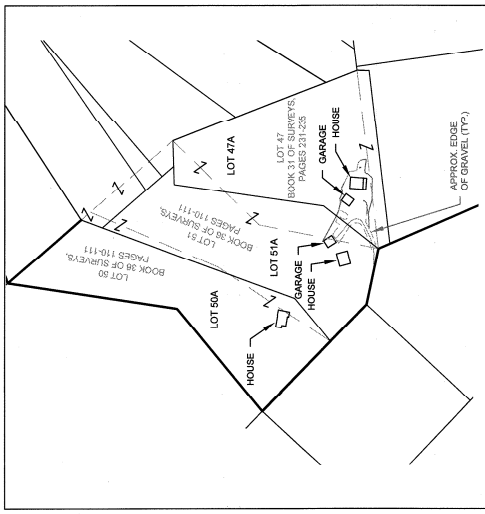 LOT 50
BOOK 36 OF SURVEYS,
PAGES 110-111
LOT 50A
HOUSE
LOT 51
BOOK 36 OF SURVEYS,
PAGES 110-111
LOT 51A
GARAGE
HOUSE
LOT 47A
LOT 47
BOOK 31 OF SURVEYS,
PAGES 231-235
GARAGE
HOUSE
APPROX. EDGE
OF GRAVEL (TYP.)